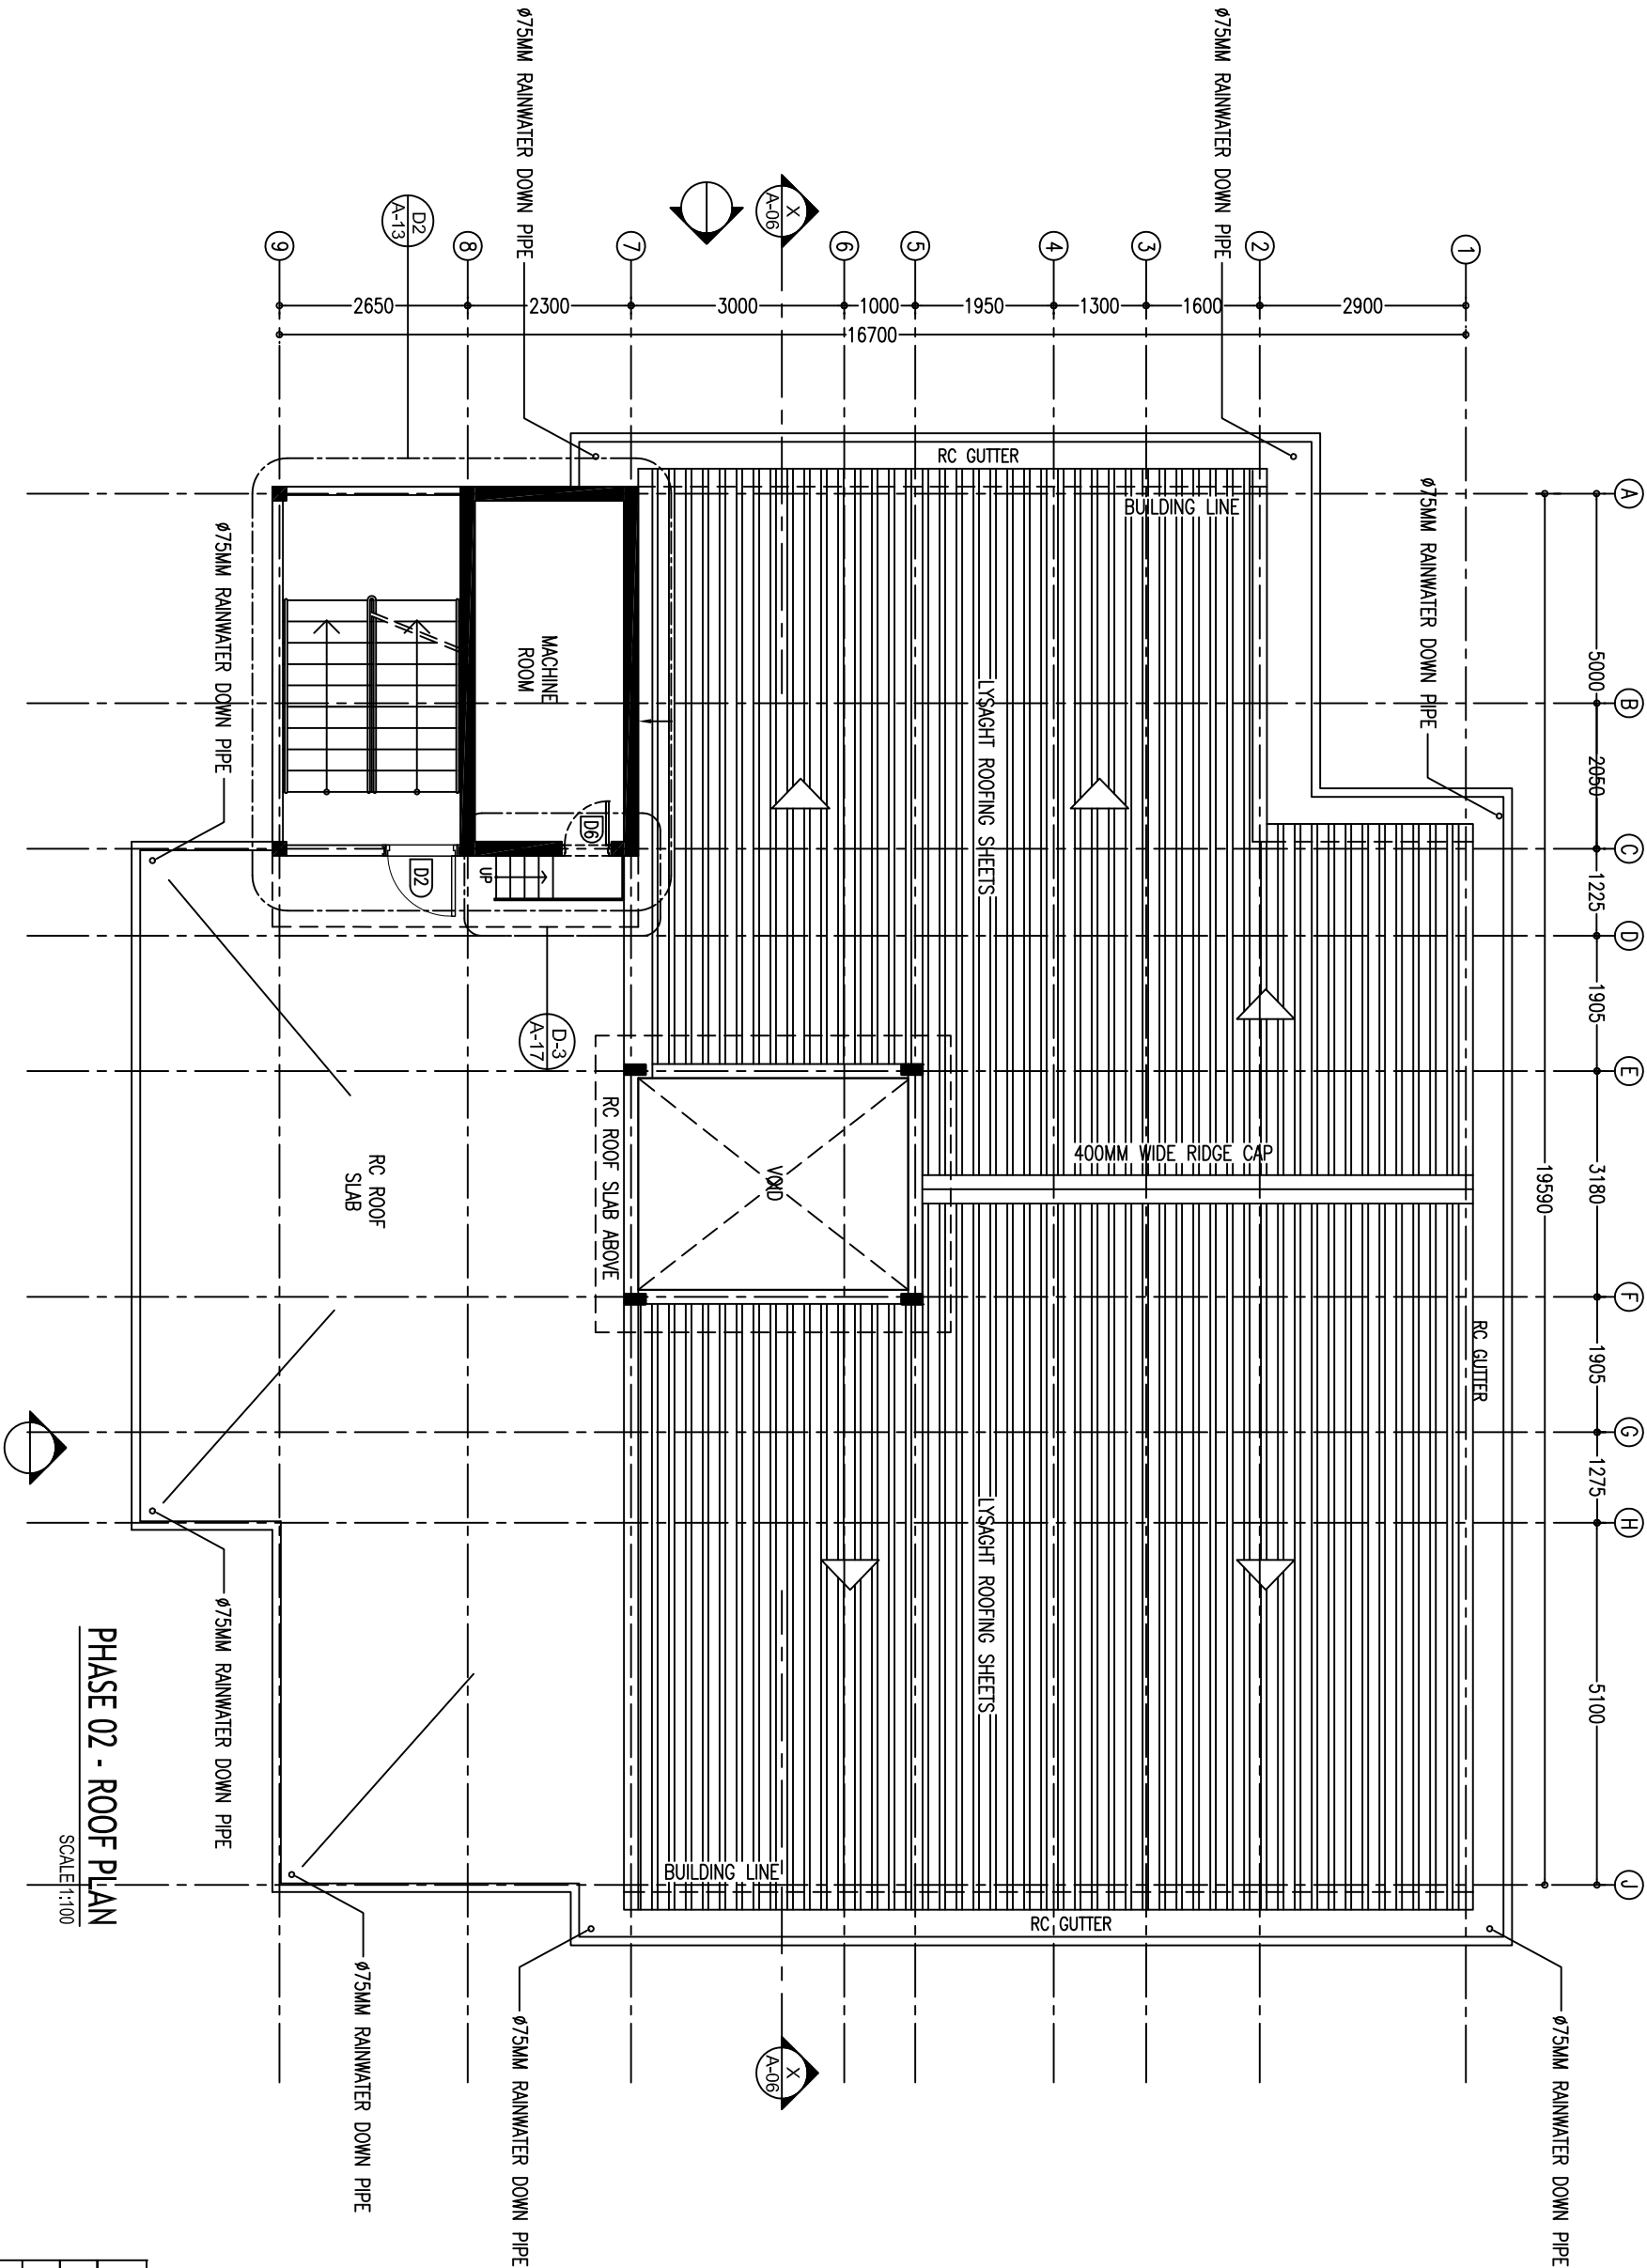 A
B
C
D
E
F
G
H
J
5000
2050
1225
1905
3180
1905
1275
5100
19590
1
2
3
4
5
6
7
8
9
2900
1600
1300
1950
1000
3000
2300
2650
16700
Ø75MM RAINWATER DOWN PIPE
Ø75MM RAINWATER DOWN PIPE
Ø75MM RAINWATER DOWN PIPE
Ø75MM RAINWATER DOWN PIPE
RC GUTTER
RC GUTTER
RC GUTTER
BUILDING LINE
BUILDING LINE
400MM WIDE RIDGE CAP
LYSAGHT ROOFING SHEETS
LYSAGHT ROOFING SHEETS
X
A-06
X
A-06
VOID
RC ROOF SLAB ABOVE
MACHINE
ROOM
D6
UP
D2
D2
A-13
D-3
A-17
RC ROOF
SLAB
Ø75MM RAINWATER DOWN PIPE
Ø75MM RAINWATER DOWN PIPE
Ø75MM RAINWATER DOWN PIPE
Ø75MM RAINWATER DOWN PIPE
PHASE 02 - ROOF PLAN
SCALE 1:100